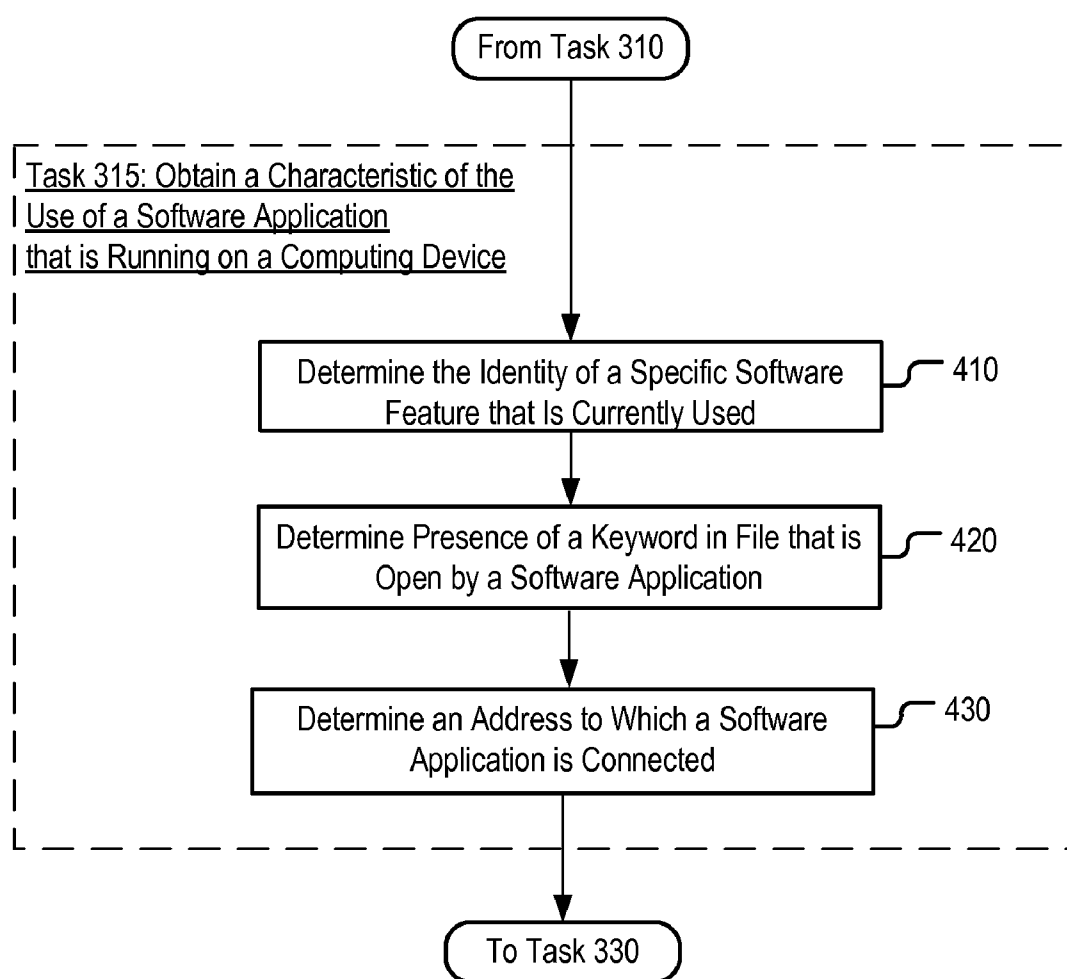 From Task 310
Task 315: Obtain a Characteristic of the
Use of a Software Application
that is Running on a Computing Device
Determine the Identity of a Specific Software
Feature that Is Currently Used
410
Determine Presence of a Keyword in File that is
Open by a Software Application
420
Determine an Address to Which a Software
Application is Connected
430
To Task 330